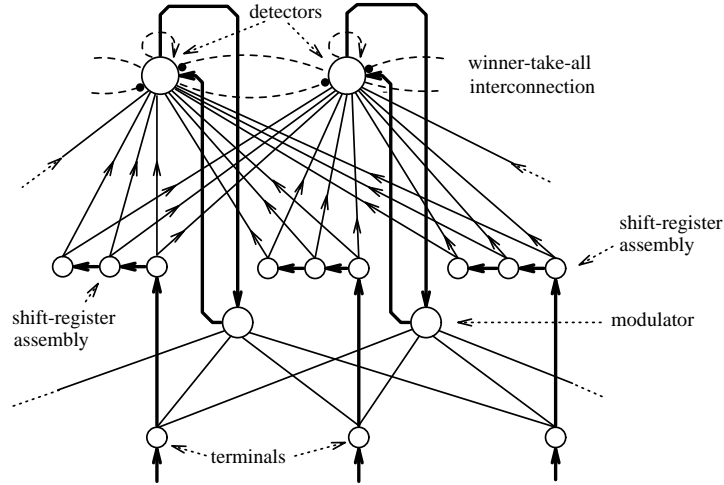 detectors
winner-take-all
interconnection
shift-register
assembly
shift-register
assembly
modulator
terminals